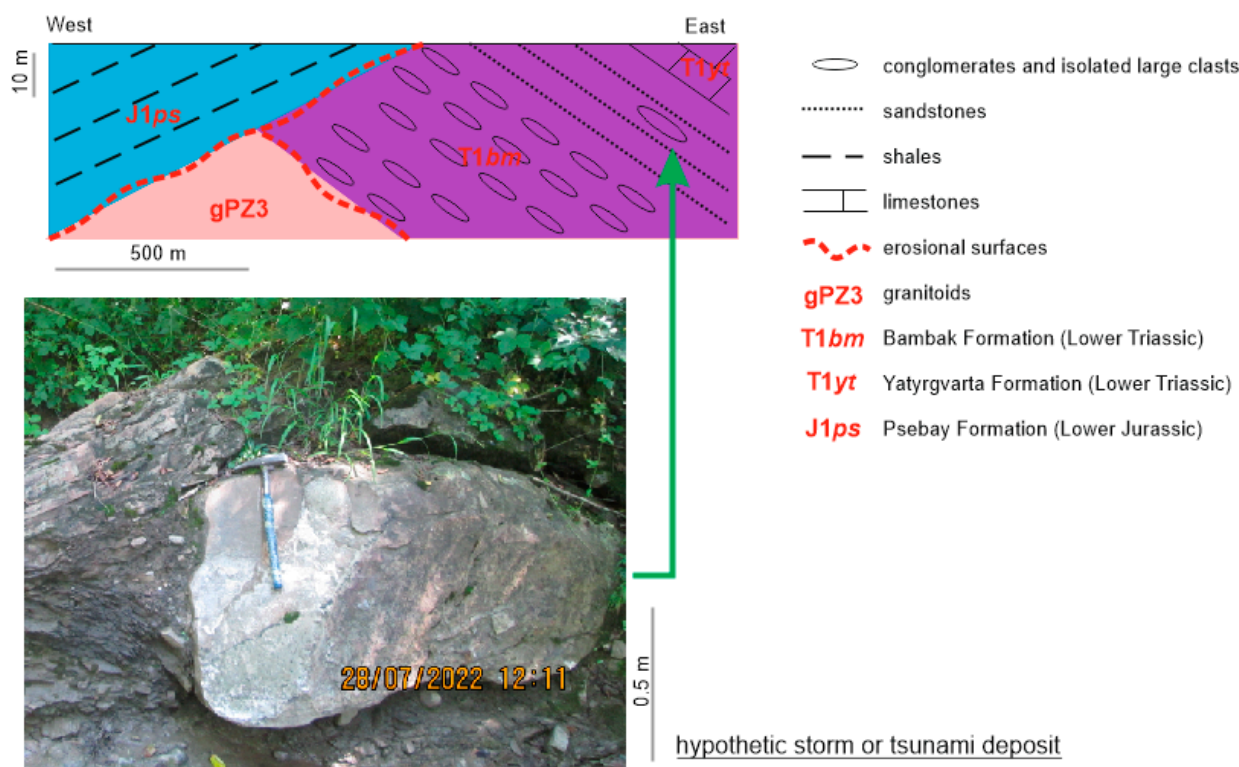 West
East
10 m
T1yt
J1ps
T1bm
gPZ3
500 m
conglomerates and isolated large clasts
sandstones
shales
limestones
erosional surfaces
gPZ3 granitoids
T1bm Bambak Formation (Lower Triassic)
T1yt Yatyrgvarta Formation (Lower Triassic)
J1ps Psebay Formation (Lower Jurassic)
28/07/2022 12:11
0.5 m
hypothetic storm or tsunami deposit